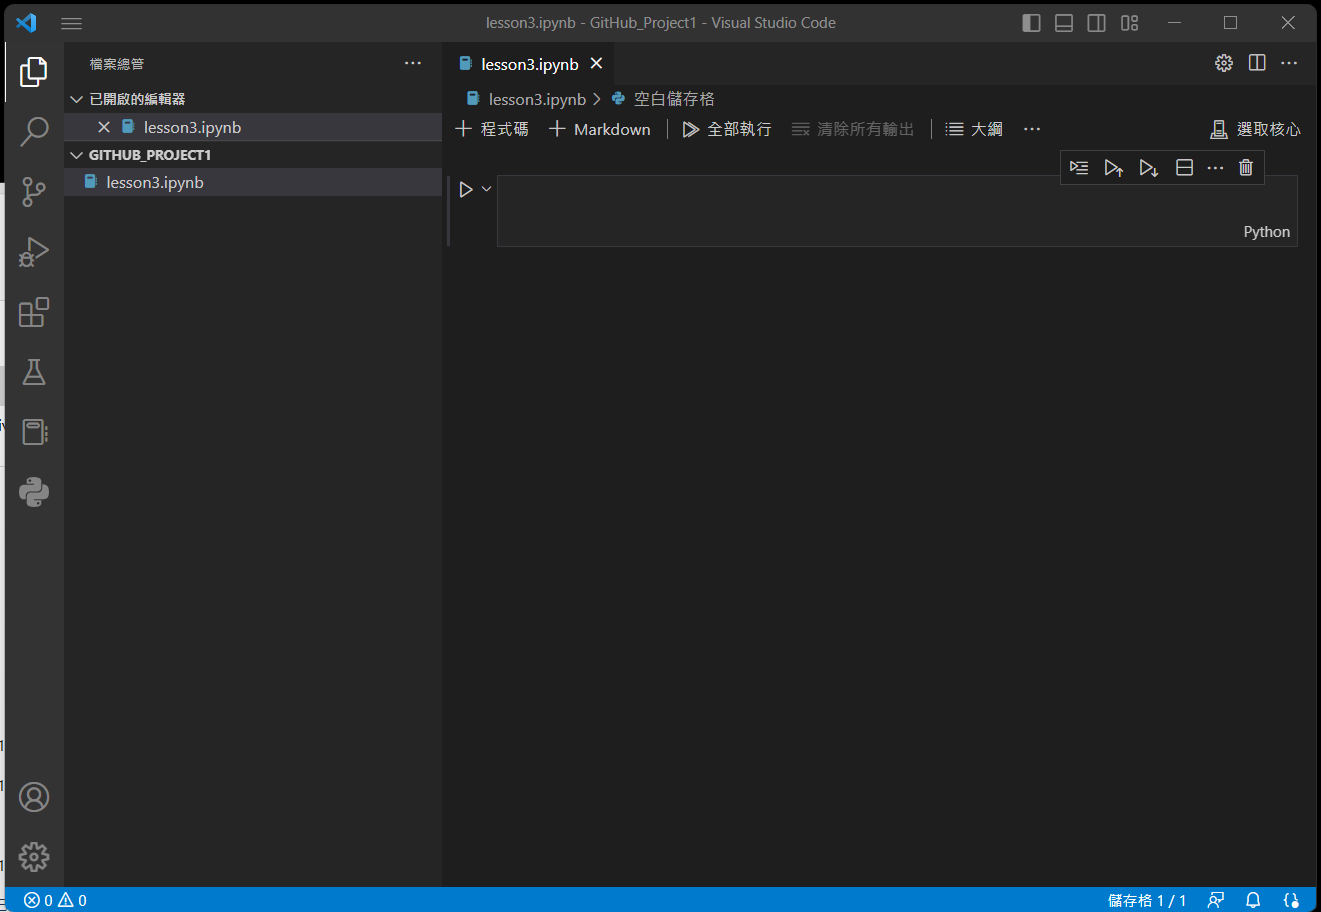 lesson3.ipynb - GitHub_Project1 - Visual Studio Code
檔案總管
已開啟的編輯器
lesson3.ipynb
GITHUB_PROJECT1
lesson3.ipynb
lesson3.ipynb
lesson3.ipynb > 空白儲存格
程式碼 Markdown 全部執行 清除所有輸出 大綱 ... 選取核心
Python
0 0 儲存格 1 / 1